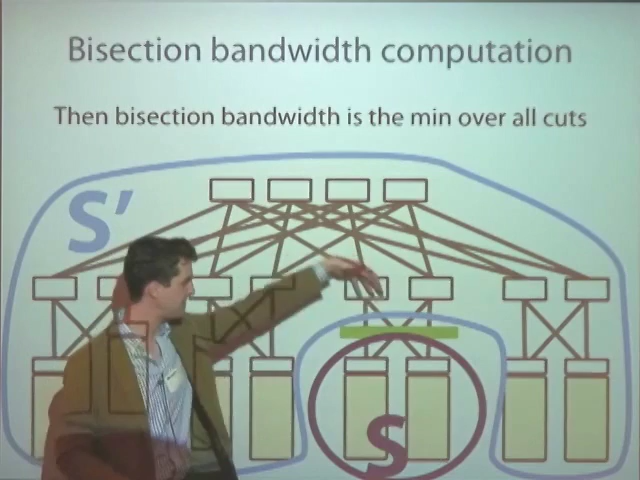 Bisection bandwidth computation
Then bisection bandwidth is the min over all cuts
S'
S